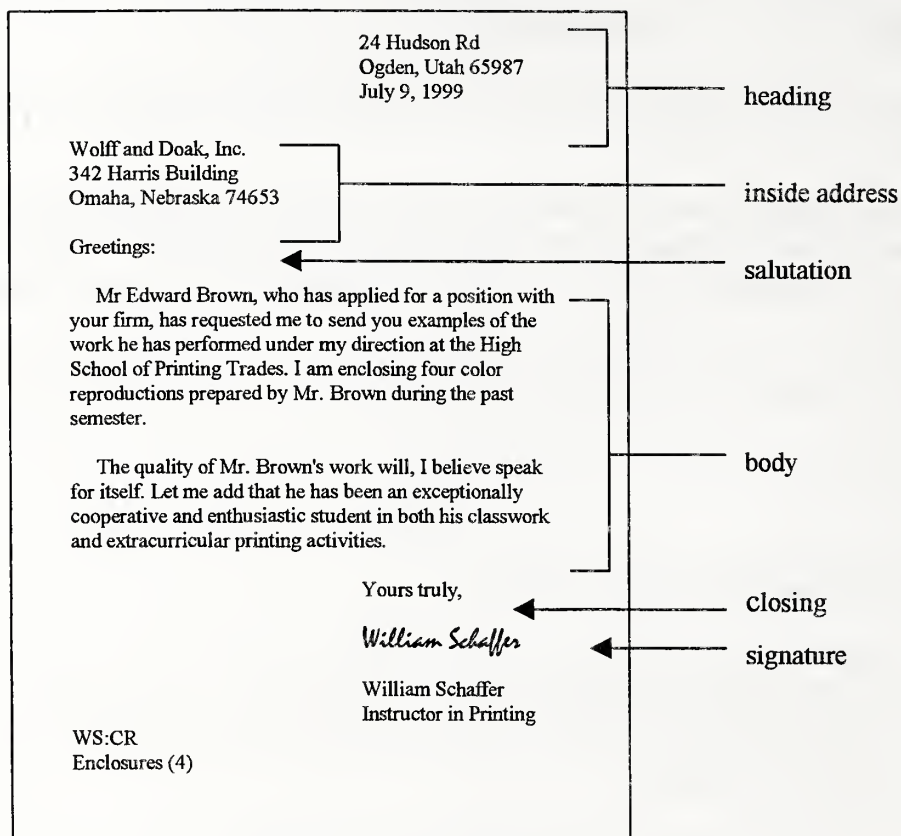 24 Hudson Rd
Ogden, Utah 65987
July 9, 1999
heading
Wolff and Doak, Inc.
342 Harris Building
Omaha, Nebraska 74653
inside address
Greetings:
salutation
Mr Edward Brown, who has applied for a position with
your firm, has requested me to send you examples of the
work he has performed under my direction at the High
School of Printing Trades. I am enclosing four color
reproductions prepared by Mr. Brown during the past
semester.
The quality of Mr. Brown's work will, I believe speak
for itself. Let me add that he has been an exceptionally
cooperative and enthusiastic student in both his classwork
and extracurricular printing activities.
body
Yours truly,
closing
William Schaffer
signature
William Schaffer
Instructor in Printing
WS:CR
Enclosures (4)